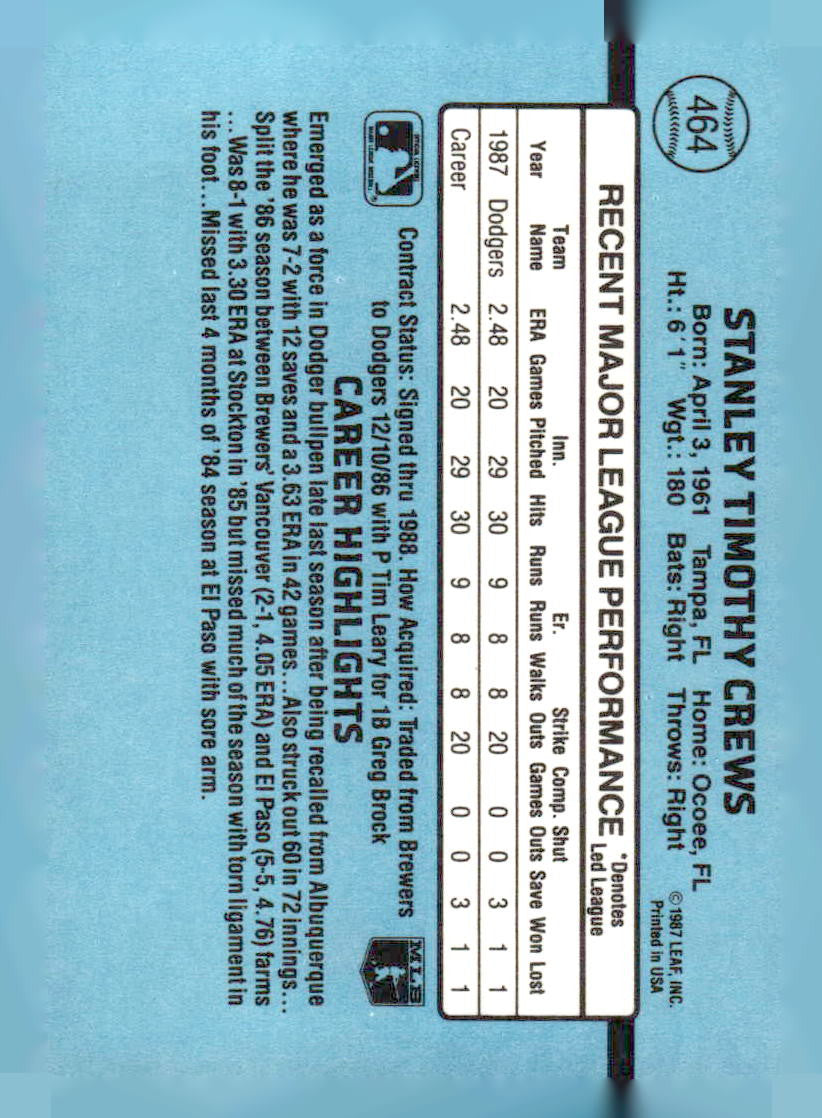 464
STANLEY TIMOTHY CREWS
Born: April 3, 1961 Tampa, FL Home: Ocoee, FL
Ht.: 6'1" Wgt.: 180 Bats: Right Throws: Right
© 1987 LEAF, INC.
Printed in USA
RECENT MAJOR LEAGUE PERFORMANCE
*Denotes
Led League
Team Inn. Er. Strike Comp. Shut
Year Name ERA Games Pitched Hits Runs Runs Walks Outs Games Outs Save Won Lost
1987 Dodgers 2.48 20 29 30 9 8 8 20 0 0 3 1 1
Career 2.48 20 29 30 9 8 8 20 0 0 3 1 1
Contract Status: Signed thru 1988. How Acquired: Traded from Brewers
to Dodgers 12/10/86 with P Tim Leary for 1B Greg Brock
MLB
CAREER HIGHLIGHTS
Emerged as a force in Dodger bullpen late last season after being recalled from Albuquerque
where he was 7-2 with 12 saves and a 3.63 ERA in 42 games...Also struck out 60 in 72 innings...
Split the '86 season between Brewers' Vancouver (2-1, 4.05 ERA) and El Paso (5-5, 4.76) farms
...Was 8-1 with 3.30 ERA at Stockton in '85 but missed much of the season with torn ligament in
his foot...Missed last 4 months of '84 season at El Paso with sore arm.